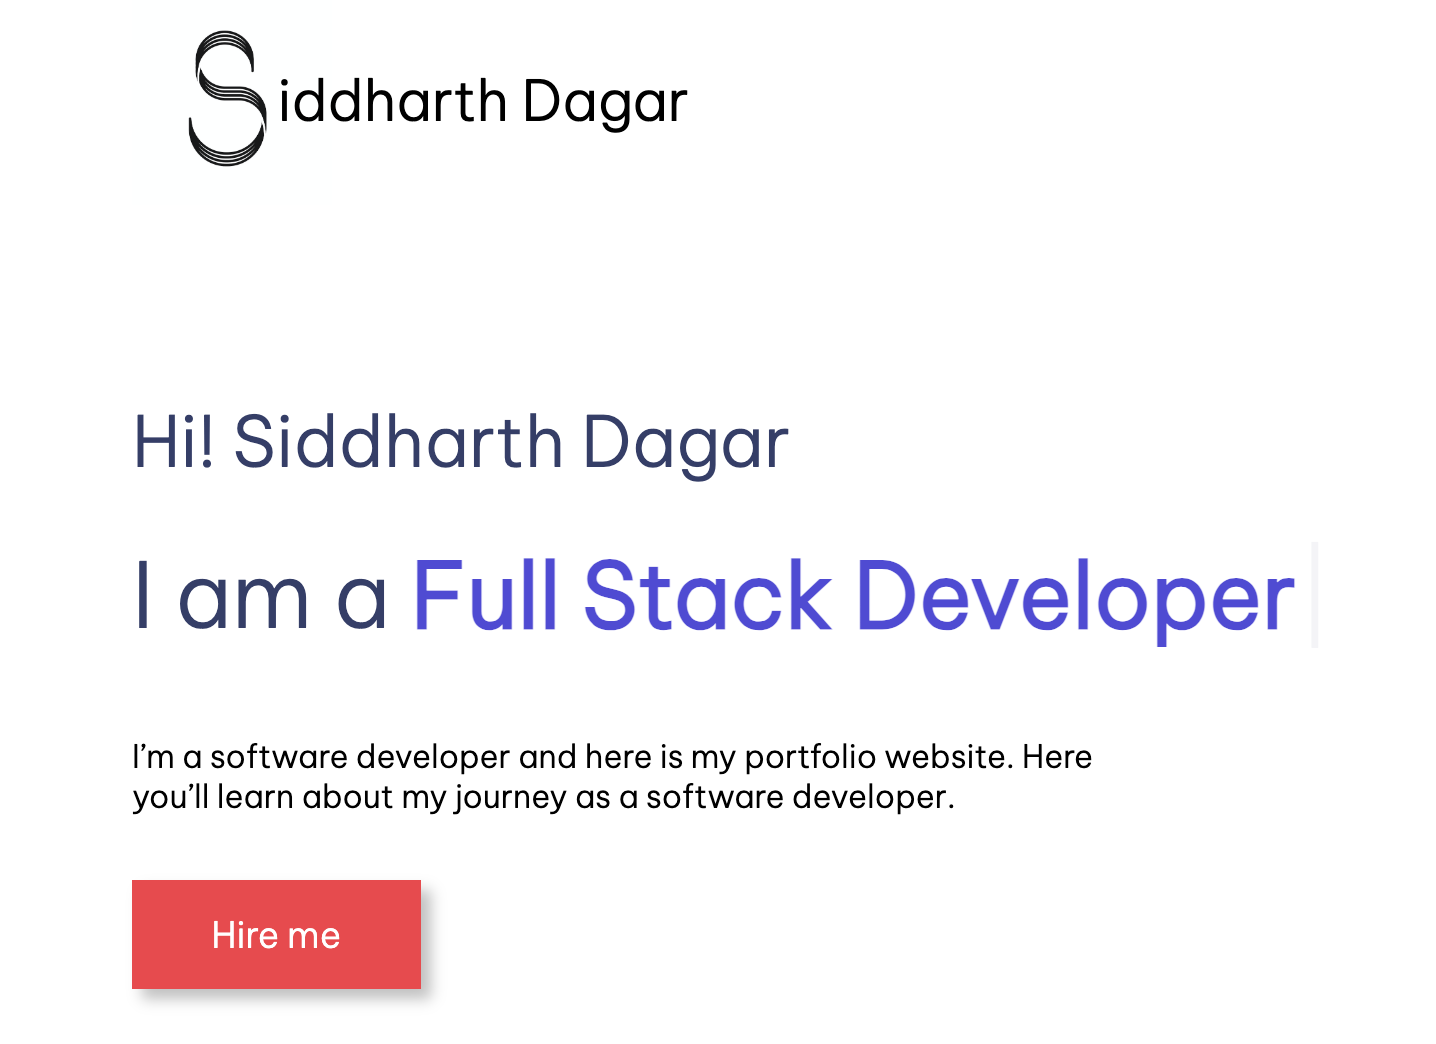 Siddharth Dagar
Hi! Siddharth Dagar
I am a Full Stack Developer
I’m a software developer and here is my portfolio website. Here
you’ll learn about my journey as a software developer.
Hire me